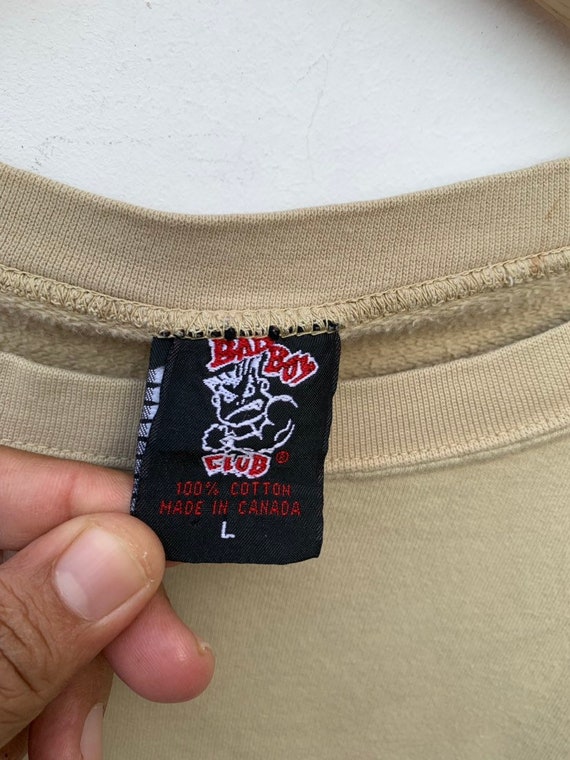 BAD BOY
CLUB ®
100% COTTON
MADE IN CANADA
L